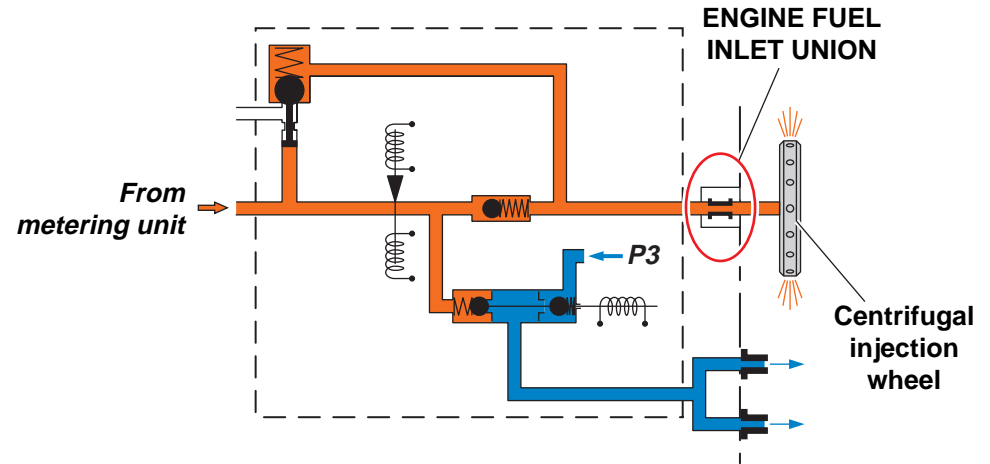 ENGINE FUEL
INLET UNION
From
metering unit
P3
Centrifugal
injection
wheel